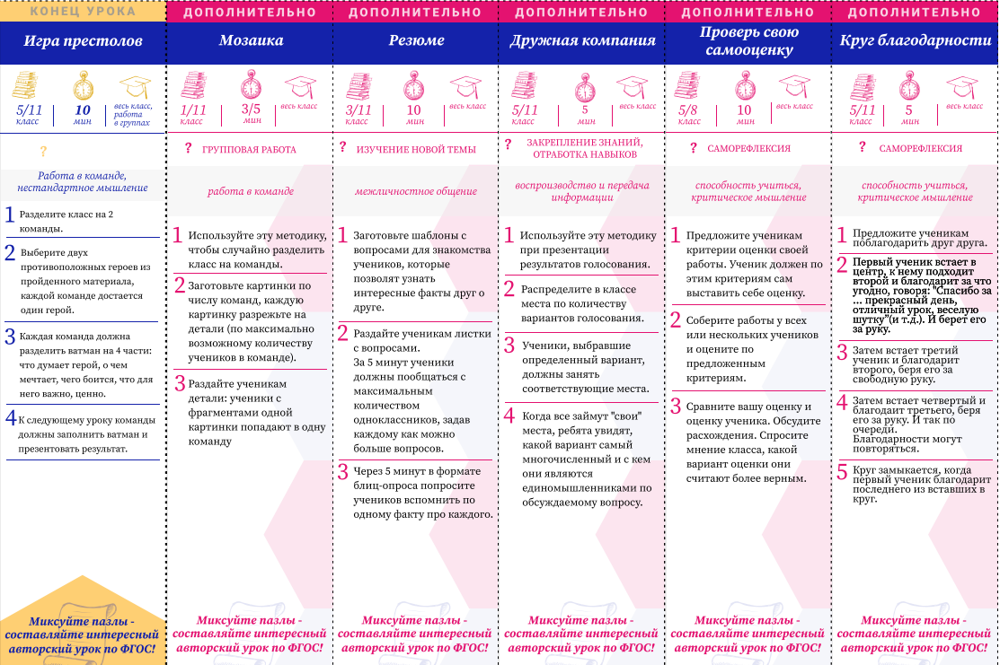 КОНЕЦ УРОКА
Игра престолов
5/11
класс
10
мин
весь класс,
работа
в группах
?
Работа в команде,
нестандартное мышление
1 Разделите класс на 2
команды.
2 Выберите двух
противоположных героев из
пройденного материала,
каждой команде достается
один герой.
3 Каждая команда должна
разделить ватман на 4 части:
что думает герой, о чем
мечтает, чего боится, что для
него важно, ценно.
4 К следующему уроку команды
должны заполнить ватман и
презентовать результат.
Миксуйте пазлы -
составляйте интересный
авторский урок по ФГОС!
ДОПОЛНИТЕЛЬНО
Мозаика
1/11
класс
3/5
мин
весь класс
? ГРУППОВАЯ РАБОТА
работа в команде
1 Используйте эту методику,
чтобы случайно разделить
класс на команды.
2 Заготовьте картинки по
числу команд, каждую
картинку разрежьте на
детали (по максимально
возможному количеству
учеников в команде).
3 Раздайте ученикам
детали: ученики с
фрагментами одной
картинки попадают в одну
команду
Миксуйте пазлы -
составляйте интересный
авторский урок по ФГОС!
ДОПОЛНИТЕЛЬНО
Резюме
3/11
класс
10
мин
весь класс
? ИЗУЧЕНИЕ НОВОЙ ТЕМЫ
межличностное общение
1 Заготовьте шаблоны с
вопросами для знакомства
учеников, которые
позволят узнать
интересные факты друг о
друге.
2 Раздайте ученикам листки
с вопросами.
За 5 минут ученики
должны пообщаться с
максимальным
количеством
одноклассников, задав
каждому как можно
больше вопросов.
3 Через 5 минут в формате
блиц-опроса попросите
учеников вспомнить по
одному факту про каждого.
Миксуйте пазлы -
составляйте интересный
авторский урок по ФГОС!
ДОПОЛНИТЕЛЬНО
Дружная компания
5/11
класс
5
мин
весь класс
? ЗАКРЕПЛЕНИЕ ЗНАНИЙ,
ОТРАБОТКА НАВЫКОВ
воспроизводство и передача
информации
1 Используйте эту методику
при презентации
результатов голосования.
2 Распределите в классе
места по количеству
вариантов голосования.
3 Ученики, выбравшие
определенный вариант,
должны занять
соответствующие места.
4 Когда все займут "свои"
места, ребята увидят,
какой вариант самый
многочисленный и с кем
они являются
единомышленниками по
обсуждаемому вопросу.
Миксуйте пазлы -
составляйте интересный
авторский урок по ФГОС!
ДОПОЛНИТЕЛЬНО
Проверь свою
самооценку
5/8
класс
10
мин
весь класс
? САМОРЕФЛЕКСИЯ
способность учиться,
критическое мышление
1 Предложите ученикам
критерии оценки своей
работы. Ученик должен по
этим критериям сам
выставить себе оценку.
2 Соберите работы у всех
или нескольких учеников
и оцените по
предложенным
критериям.
3 Сравните вашу оценку и
оценку ученика. Обсудите
расхождения. Спросите
мнение класса, какой
вариант оценки они
считают более верным.
Миксуйте пазлы -
составляйте интересный
авторский урок по ФГОС!
ДОПОЛНИТЕЛЬНО
Круг благодарности
5/11
класс
5
мин
весь класс
? САМОРЕФЛЕКСИЯ
способность учиться,
критическое мышление
1 Предложите ученикам
поблагодарить друг друга.
2 Первый ученик встает в
центр, к нему подходит
второй и благодарит за что
угодно, говоря: "Спасибо за
... прекрасный день,
отличный урок, веселую
шутку"(и т.д.). И берет его
за руку.
3 Затем встает третий
ученик и благодарит
второго, беря его за
свободную руку.
4 Затем встает четвертый и
благодаит третьего, беря
его за руку. И так по
очереди.
Благодарности могут
повторяться.
5 Круг замыкается, когда
первый ученик благодарит
последнего из вставших в
круг.
Миксуйте пазлы -
составляйте интересный
авторский урок по ФГОС!